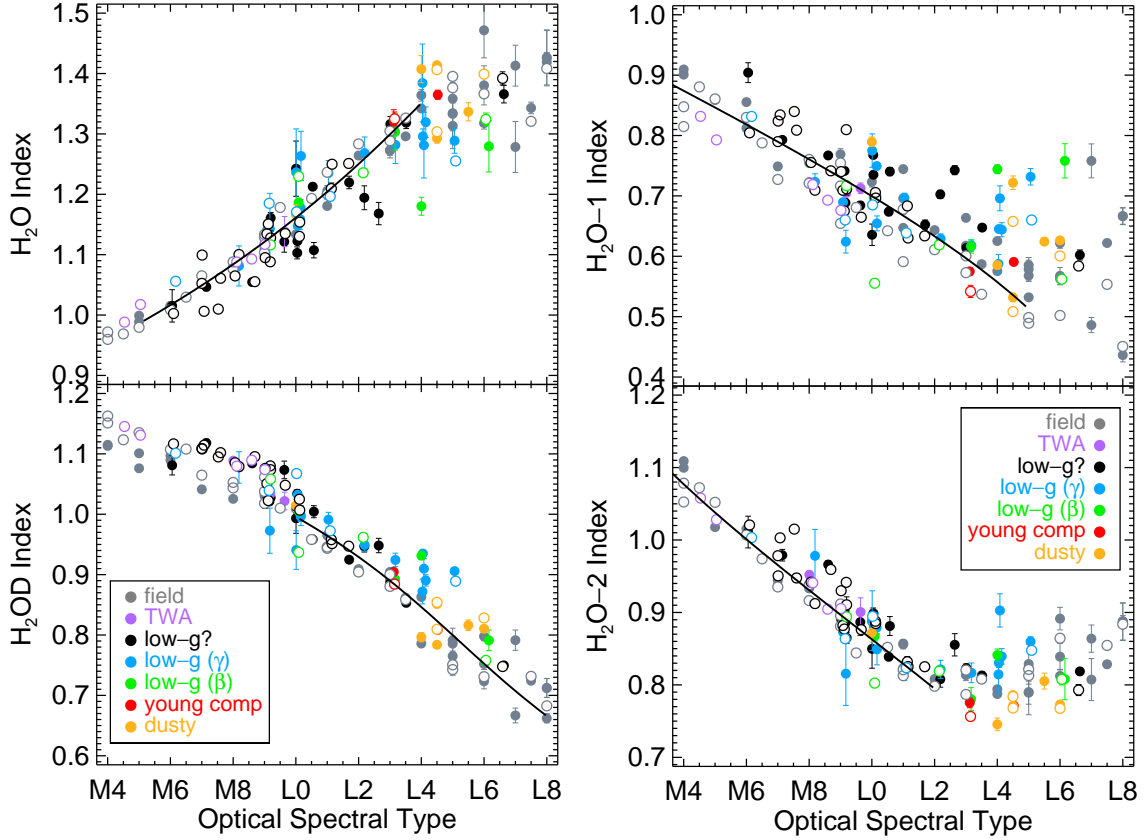 H₂O Index
1.5
1.4
1.3
1.2
1.1
1.0
0.9
H₂O−1 Index
1.0
0.9
0.8
0.7
0.6
0.5
0.4
H₂OD Index
1.2
1.1
1.0
0.9
0.8
0.7
0.6
field
TWA
low−g?
low−g (γ)
low−g (β)
young comp
dusty
M4 M6 M8 L0 L2 L4 L6 L8
Optical Spectral Type
H₂O−2 Index
1.2
1.1
1.0
0.9
0.8
0.7
field
TWA
low−g?
low−g (γ)
low−g (β)
young comp
dusty
M4 M6 M8 L0 L2 L4 L6 L8
Optical Spectral Type